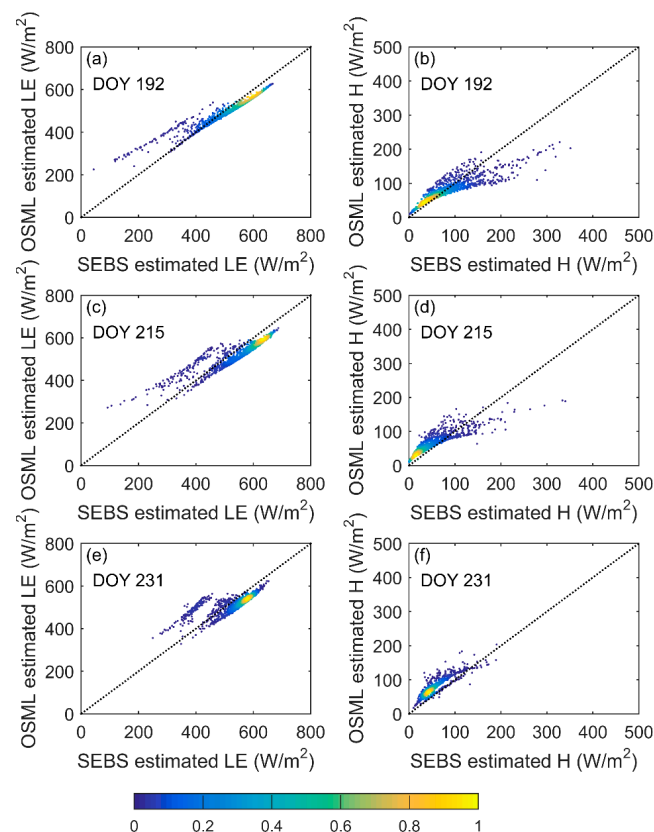 (a)
DOY 192
OSML estimated LE (W/m²)
800
600
400
200
0
0 200 400 600 800
SEBS estimated LE (W/m²)
(b)
DOY 192
OSML estimated H (W/m²)
500
400
300
200
100
0
0 100 200 300 400 500
SEBS estimated H (W/m²)
(c)
DOY 215
OSML estimated LE (W/m²)
800
600
400
200
0
0 200 400 600 800
SEBS estimated LE (W/m²)
(d)
DOY 215
OSML estimated H (W/m²)
500
400
300
200
100
0
0 100 200 300 400 500
SEBS estimated H (W/m²)
(e)
DOY 231
OSML estimated LE (W/m²)
800
600
400
200
0
0 200 400 600 800
SEBS estimated LE (W/m²)
(f)
DOY 231
OSML estimated H (W/m²)
500
400
300
200
100
0
0 100 200 300 400 500
SEBS estimated H (W/m²)
0 0.2 0.4 0.6 0.8 1